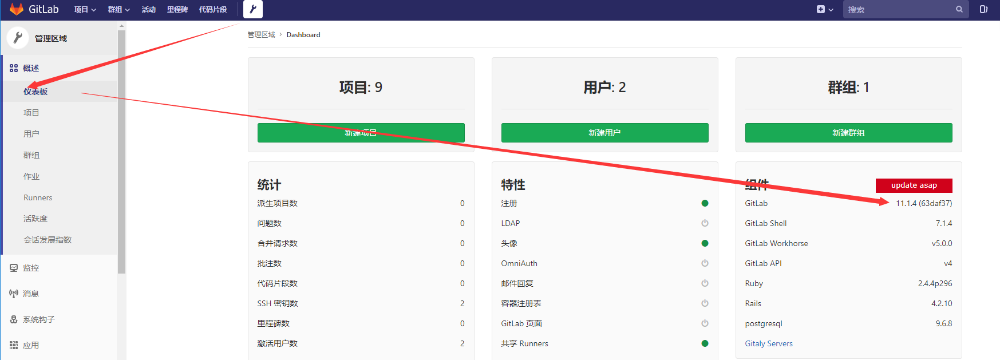 GitLab 项目 群组 活动 里程碑 代码片段 搜索
管理区域
概述
仪表板
项目
用户
群组
作业
Runners
活跃度
会话发展指数
监控
消息
系统钩子
应用
管理区域 › Dashboard
项目: 9
新建项目
用户: 2
新建用户
群组: 1
新建群组
统计
派生项目数 0
问题数 0
合并请求数 0
批注数 0
代码片段数 0
SSH 密钥数 2
里程碑数 0
激活用户数 2
特性
注册
LDAP
头像
OmniAuth
邮件回复
容器注册表
GitLab 页面
共享 Runners
组件 update asap
GitLab 11.1.4 (63daf37)
GitLab Shell 7.1.4
GitLab Workhorse v5.0.0
GitLab API v4
Ruby 2.4.4p296
Rails 4.2.10
postgresql 9.6.8
Gitaly Servers